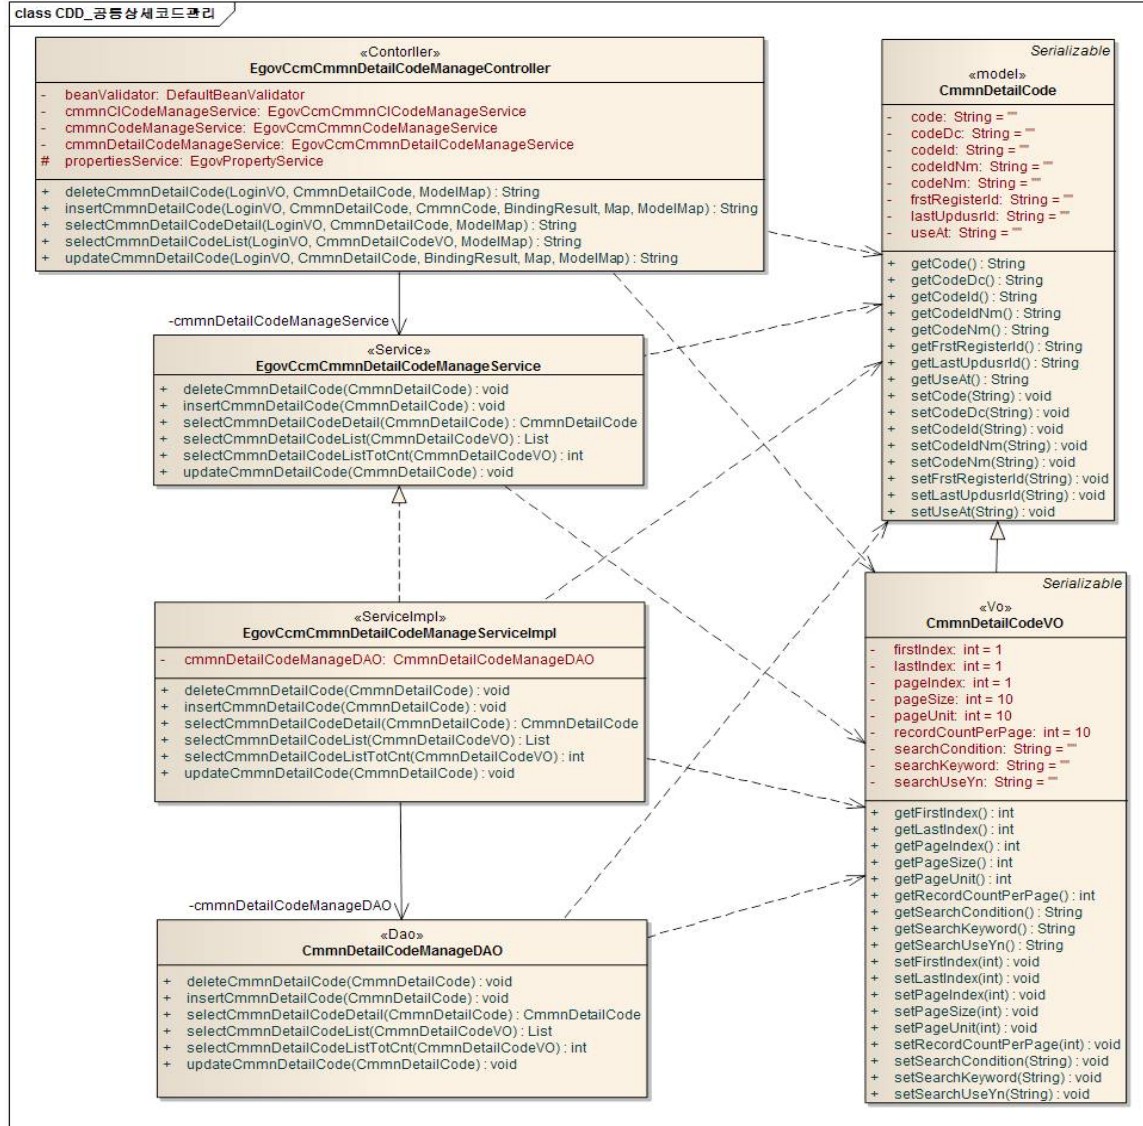 class CDD_공통상세코드관리
«Contorller»
EgovCcmCmmnDetailCodeManageController
- beanValidator: DefaultBeanValidator
- cmmnClCodeManageService: EgovCcmCmmnClCodeManageService
- cmmnCodeManageService: EgovCcmCmmnCodeManageService
- cmmnDetailCodeManageService: EgovCcmCmmnDetailCodeManageService
# propertiesService: EgovPropertyService
+ deleteCmmnDetailCode(LoginVO, CmmnDetailCode, ModelMap) : String
+ insertCmmnDetailCode(LoginVO, CmmnDetailCode, CmmnCode, BindingResult, Map, ModelMap) : String
+ selectCmmnDetailCodeDetail(LoginVO, CmmnDetailCode, ModelMap) : String
+ selectCmmnDetailCodeList(LoginVO, CmmnDetailCodeVO, ModelMap) : String
+ updateCmmnDetailCode(LoginVO, CmmnDetailCode, BindingResult, Map, ModelMap) : String
-cmmnDetailCodeManageService
«Service»
EgovCcmCmmnDetailCodeManageService
+ deleteCmmnDetailCode(CmmnDetailCode) : void
+ insertCmmnDetailCode(CmmnDetailCode) : void
+ selectCmmnDetailCodeDetail(CmmnDetailCode) : CmmnDetailCode
+ selectCmmnDetailCodeList(CmmnDetailCodeVO) : List
+ selectCmmnDetailCodeListTotCnt(CmmnDetailCodeVO) : int
+ updateCmmnDetailCode(CmmnDetailCode) : void
«ServiceImpl»
EgovCcmCmmnDetailCodeManageServiceImpl
- cmmnDetailCodeManageDAO: CmmnDetailCodeManageDAO
+ deleteCmmnDetailCode(CmmnDetailCode) : void
+ insertCmmnDetailCode(CmmnDetailCode) : void
+ selectCmmnDetailCodeDetail(CmmnDetailCode) : CmmnDetailCode
+ selectCmmnDetailCodeList(CmmnDetailCodeVO) : List
+ selectCmmnDetailCodeListTotCnt(CmmnDetailCodeVO) : int
+ updateCmmnDetailCode(CmmnDetailCode) : void
-cmmnDetailCodeManageDAO
«Dao»
CmmnDetailCodeManageDAO
+ deleteCmmnDetailCode(CmmnDetailCode) : void
+ insertCmmnDetailCode(CmmnDetailCode) : void
+ selectCmmnDetailCodeDetail(CmmnDetailCode) : CmmnDetailCode
+ selectCmmnDetailCodeList(CmmnDetailCodeVO) : List
+ selectCmmnDetailCodeListTotCnt(CmmnDetailCodeVO) : int
+ updateCmmnDetailCode(CmmnDetailCode) : void
Serializable
«model»
CmmnDetailCode
- code: String = ""
- codeDc: String = ""
- codeId: String = ""
- codeIdNm: String = ""
- codeNm: String = ""
- frstRegisterId: String = ""
- lastUpdusrId: String = ""
- useAt: String = ""
+ getCode() : String
+ getCodeDc() : String
+ getCodeId() : String
+ getCodeIdNm() : String
+ getCodeNm() : String
+ getFrstRegisterId() : String
+ getLastUpdusrId() : String
+ getUseAt() : String
+ setCode(String) : void
+ setCodeDc(String) : void
+ setCodeId(String) : void
+ setCodeIdNm(String) : void
+ setCodeNm(String) : void
+ setFrstRegisterId(String) : void
+ setLastUpdusrId(String) : void
+ setUseAt(String) : void
Serializable
«Vo»
CmmnDetailCodeVO
- firstIndex: int = 1
- lastIndex: int = 1
- pageIndex: int = 1
- pageSize: int = 10
- pageUnit: int = 10
- recordCountPerPage: int = 10
- searchCondition: String = ""
- searchKeyword: String = ""
- searchUseYn: String = ""
+ getFirstIndex() : int
+ getLastIndex() : int
+ getPageIndex() : int
+ getPageSize() : int
+ getPageUnit() : int
+ getRecordCountPerPage() : int
+ getSearchCondition() : String
+ getSearchKeyword() : String
+ getSearchUseYn() : String
+ setFirstIndex(int) : void
+ setLastIndex(int) : void
+ setPageIndex(int) : void
+ setPageSize(int) : void
+ setPageUnit(int) : void
+ setRecordCountPerPage(int) : void
+ setSearchCondition(String) : void
+ setSearchKeyword(String) : void
+ setSearchUseYn(String) : void